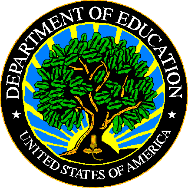 DEPARTMENT OF EDUCATION
UNITED STATES OF AMERICA